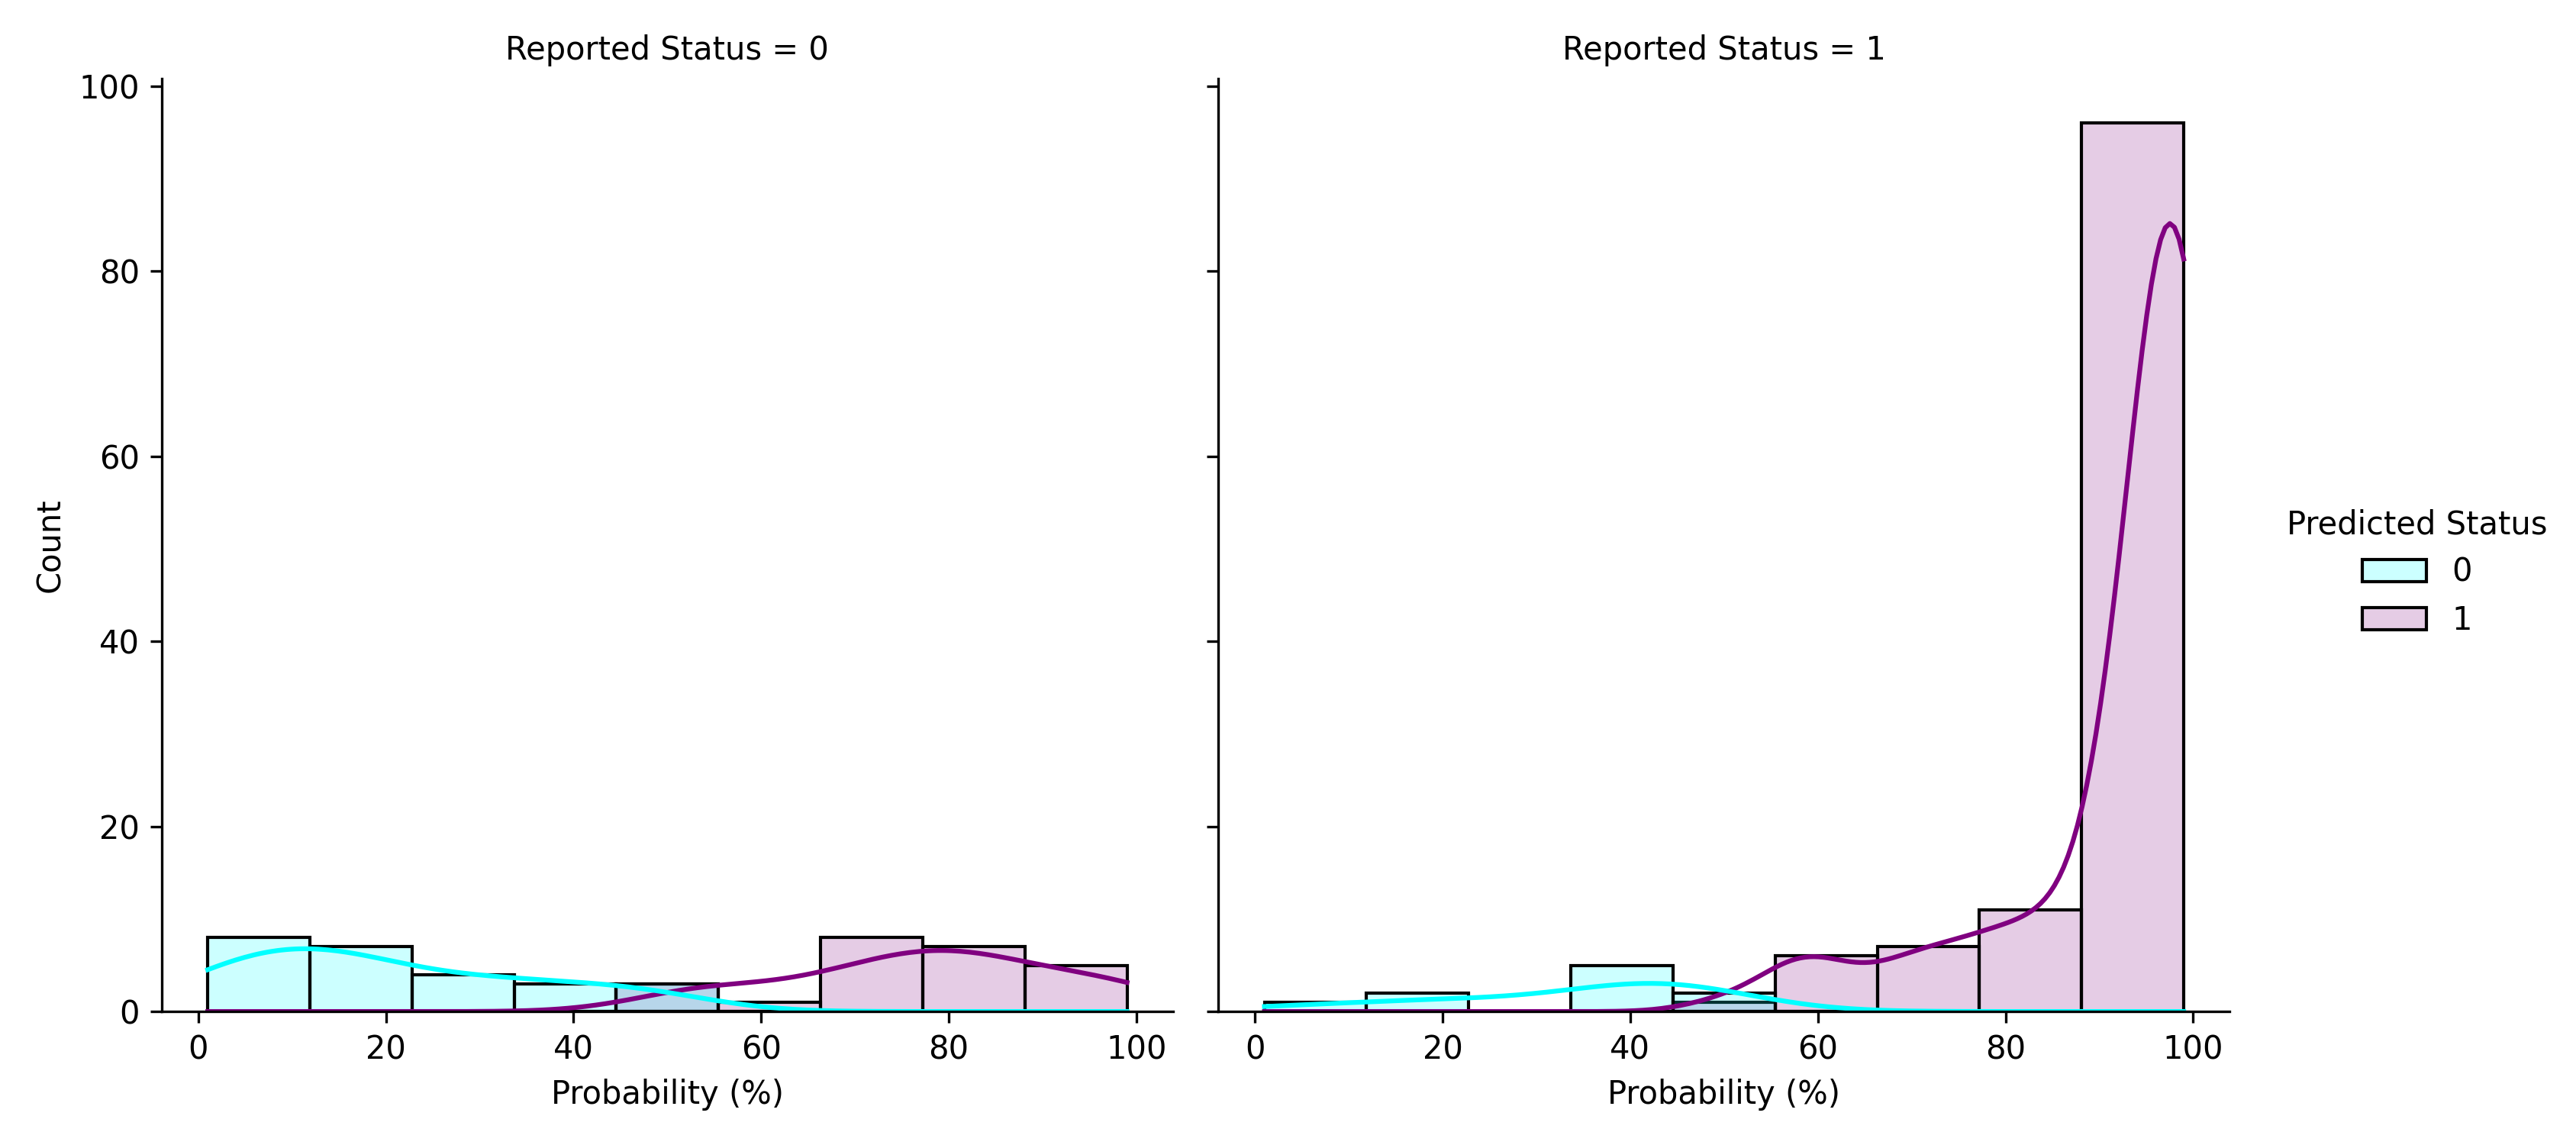 Reported Status = 0
Reported Status = 1
100
80
60
40
20
0
Count
0 20 40 60 80 100
0 20 40 60 80 100
Probability (%)
Probability (%)
Predicted Status
0
1